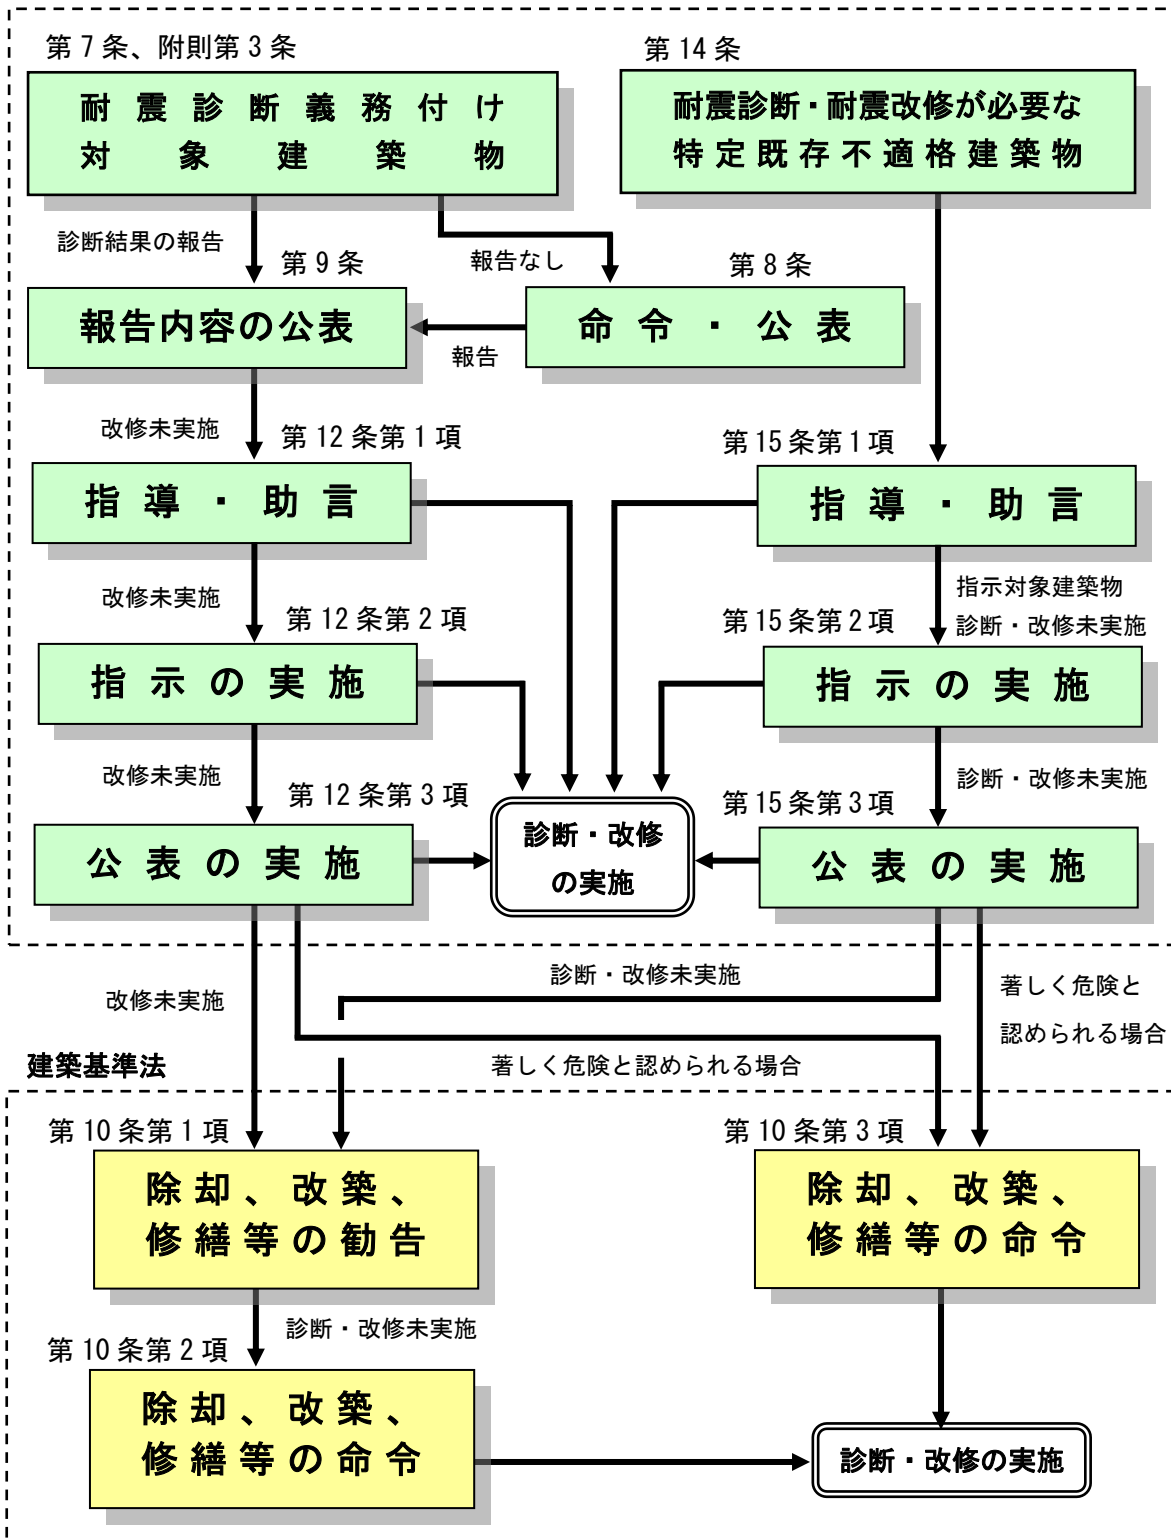 第7条、附則第3条
第14条
耐震診断義務付け
対象建築物
耐震診断・耐震改修が必要な
特定既存不適格建築物
診断結果の報告
報告なし
第9条
第8条
報告内容の公表
命令・公表
報告
改修未実施
第12条第1項
第15条第1項
指導・助言
指導・助言
改修未実施
指示対象建築物
診断・改修未実施
第12条第2項
第15条第2項
指示の実施
指示の実施
改修未実施
診断・改修未実施
第12条第3項
第15条第3項
公表の実施
診断・改修
の実施
公表の実施
改修未実施
診断・改修未実施
著しく危険と
認められる場合
建築基準法
著しく危険と認められる場合
第10条第1項
第10条第3項
除却、改築、
修繕等の勧告
除却、改築、
修繕等の命令
診断・改修未実施
第10条第2項
除却、改築、
修繕等の命令
診断・改修の実施